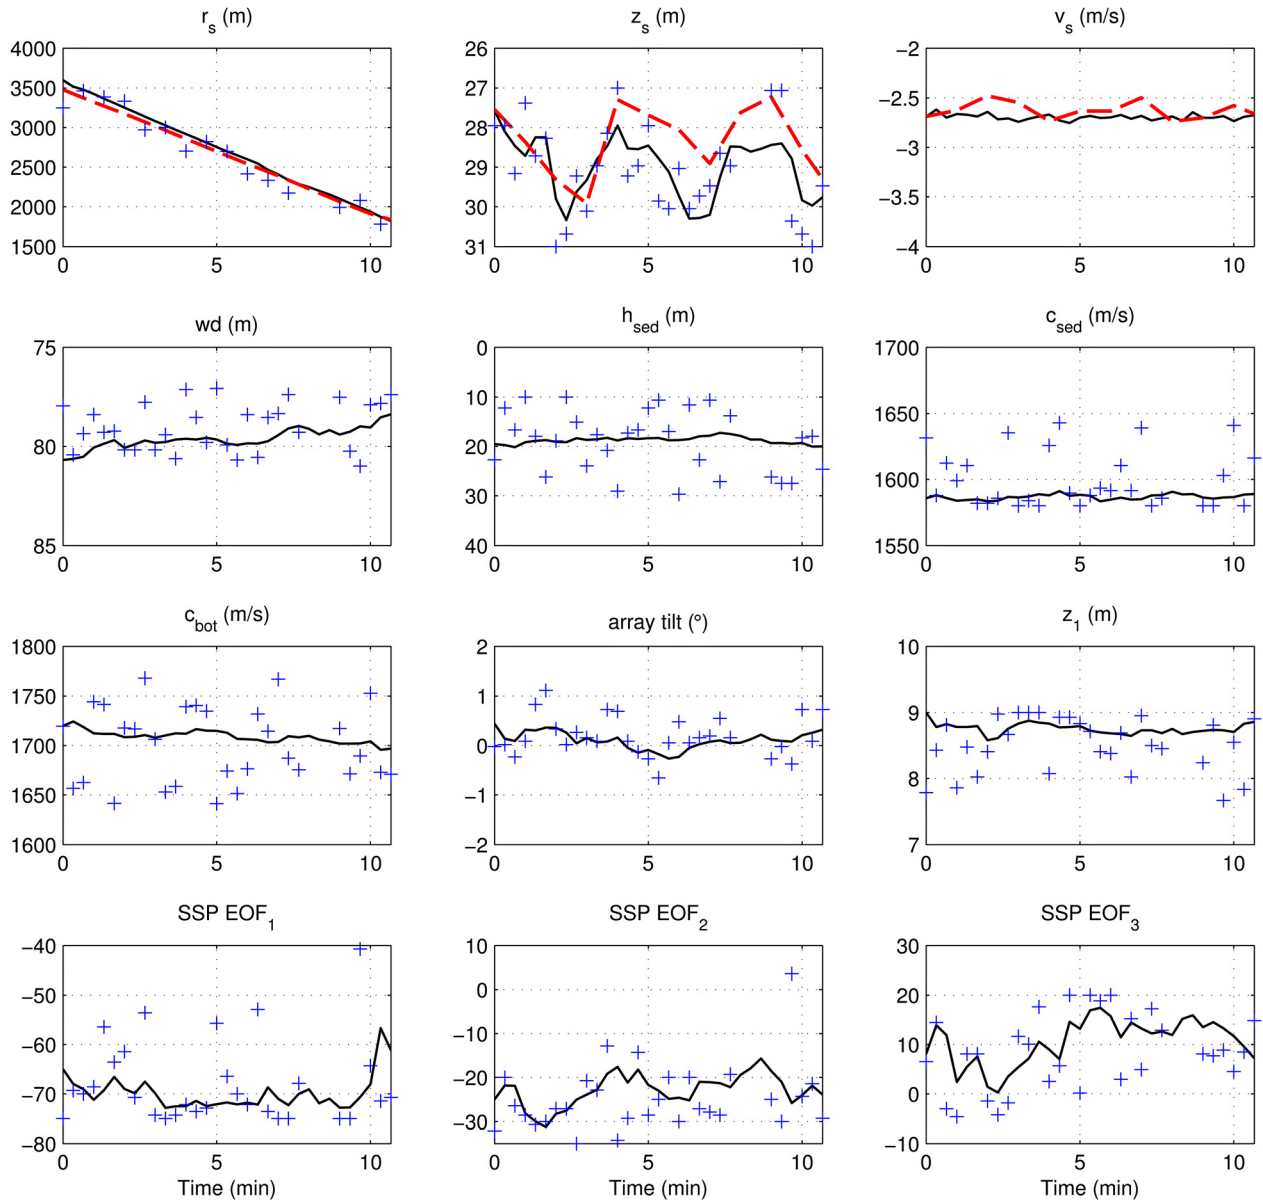 r_s (m) z_s (m) v_s (m/s)
4000 26 −2
3500 27 −2.5
3000 28 −3
2500 29
2000 30 −3.5
1500 31 −4
0 5 10 0 5 10 0 5 10
wd (m) h_sed (m) c_sed (m/s)
75 0 1700
10 1650
80 20 1600
30
85 40 1550
0 5 10 0 5 10 0 5 10
c_bot (m/s) array tilt (°) z_1 (m)
1800 2 10
1750 1 9
1700 0
1650 −1 8
1600 −2 7
0 5 10 0 5 10 0 5 10
SSP EOF_1 SSP EOF_2 SSP EOF_3
−40 10 30
−50 0 20
−60 −10 10
−70 −20 0
−80 −30 −10
0 5 10 0 5 10 0 5 10
Time (min) Time (min) Time (min)